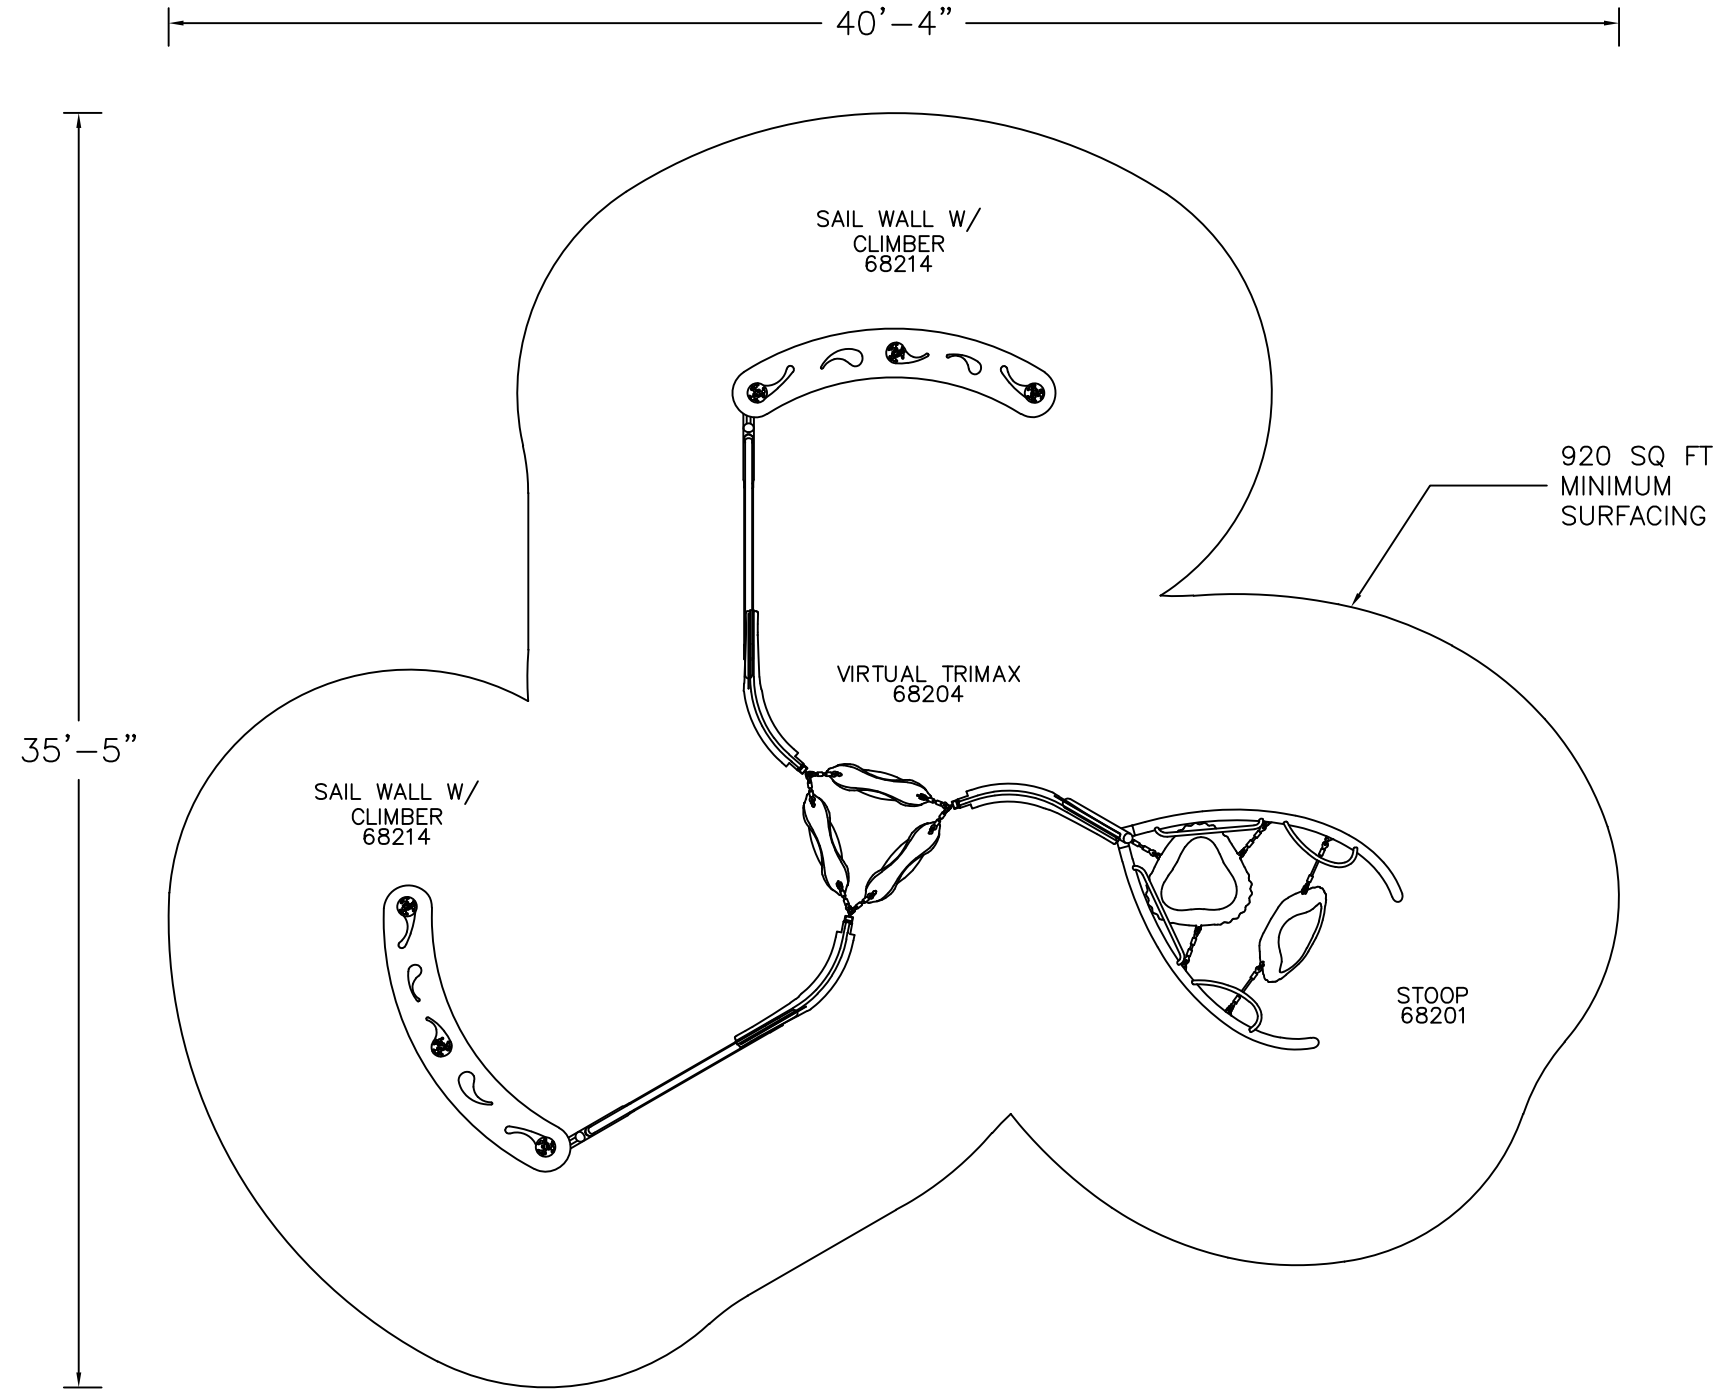 40'-4"
SAIL WALL W/
CLIMBER
68214
920 SQ FT
MINIMUM
SURFACING
VIRTUAL TRIMAX
68204
35'-5"
SAIL WALL W/
CLIMBER
68214
STOOP
68201